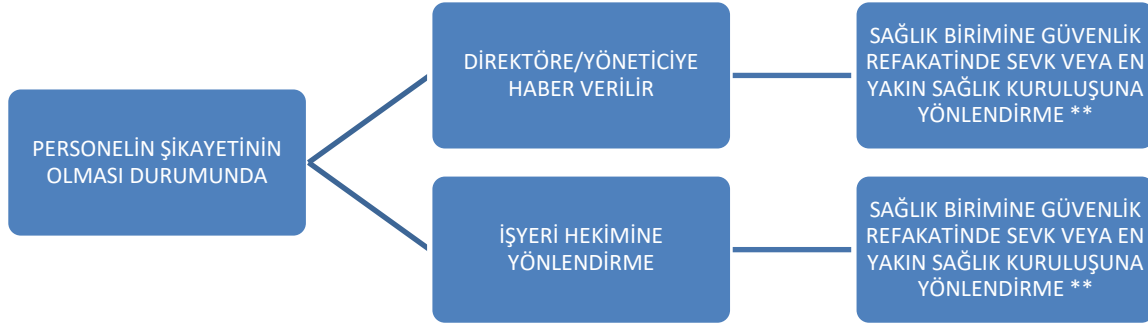 PERSONELİN ŞİKAYETİNİN
OLMASI DURUMUNDA
DİREKTÖRE/YÖNETİCİYE
HABER VERİLİR
SAĞLIK BİRİMİNE GÜVENLİK
REFAKATİNDE SEVK VEYA EN
YAKIN SAĞLIK KURULUŞUNA
YÖNLENDİRME **
İŞYERİ HEKİMİNE
YÖNLENDİRME
SAĞLIK BİRİMİNE GÜVENLİK
REFAKATİNDE SEVK VEYA EN
YAKIN SAĞLIK KURULUŞUNA
YÖNLENDİRME **